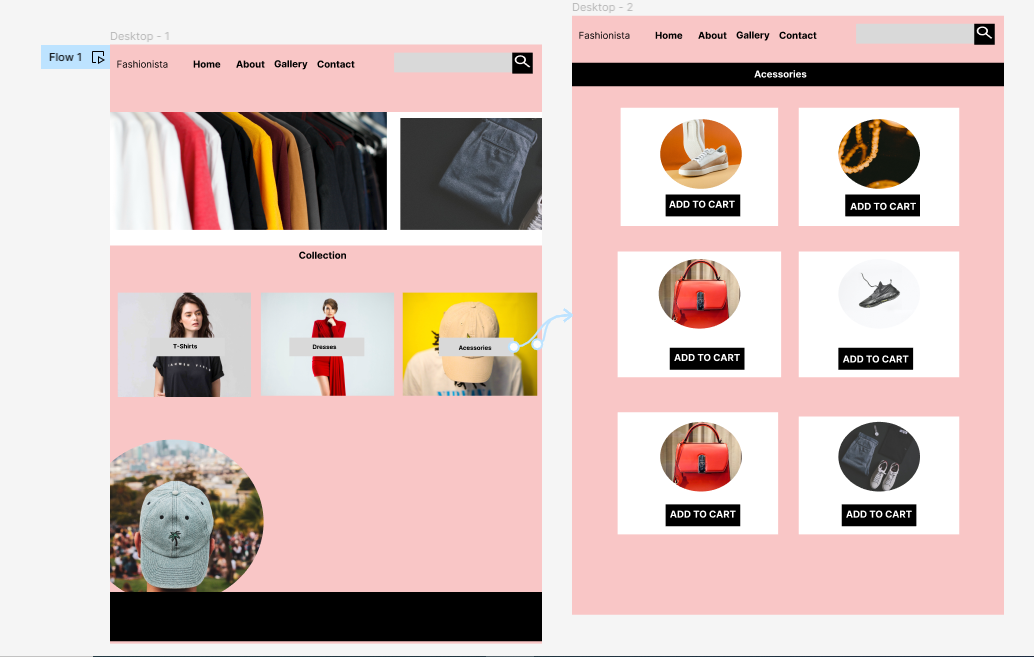 Desktop - 1
Flow 1
Fashionista Home About Gallery Contact
Collection
T-Shirts
Dresses
Acessories
Desktop - 2
Fashionista Home About Gallery Contact
Acessories
ADD TO CART
ADD TO CART
ADD TO CART
ADD TO CART
ADD TO CART
ADD TO CART